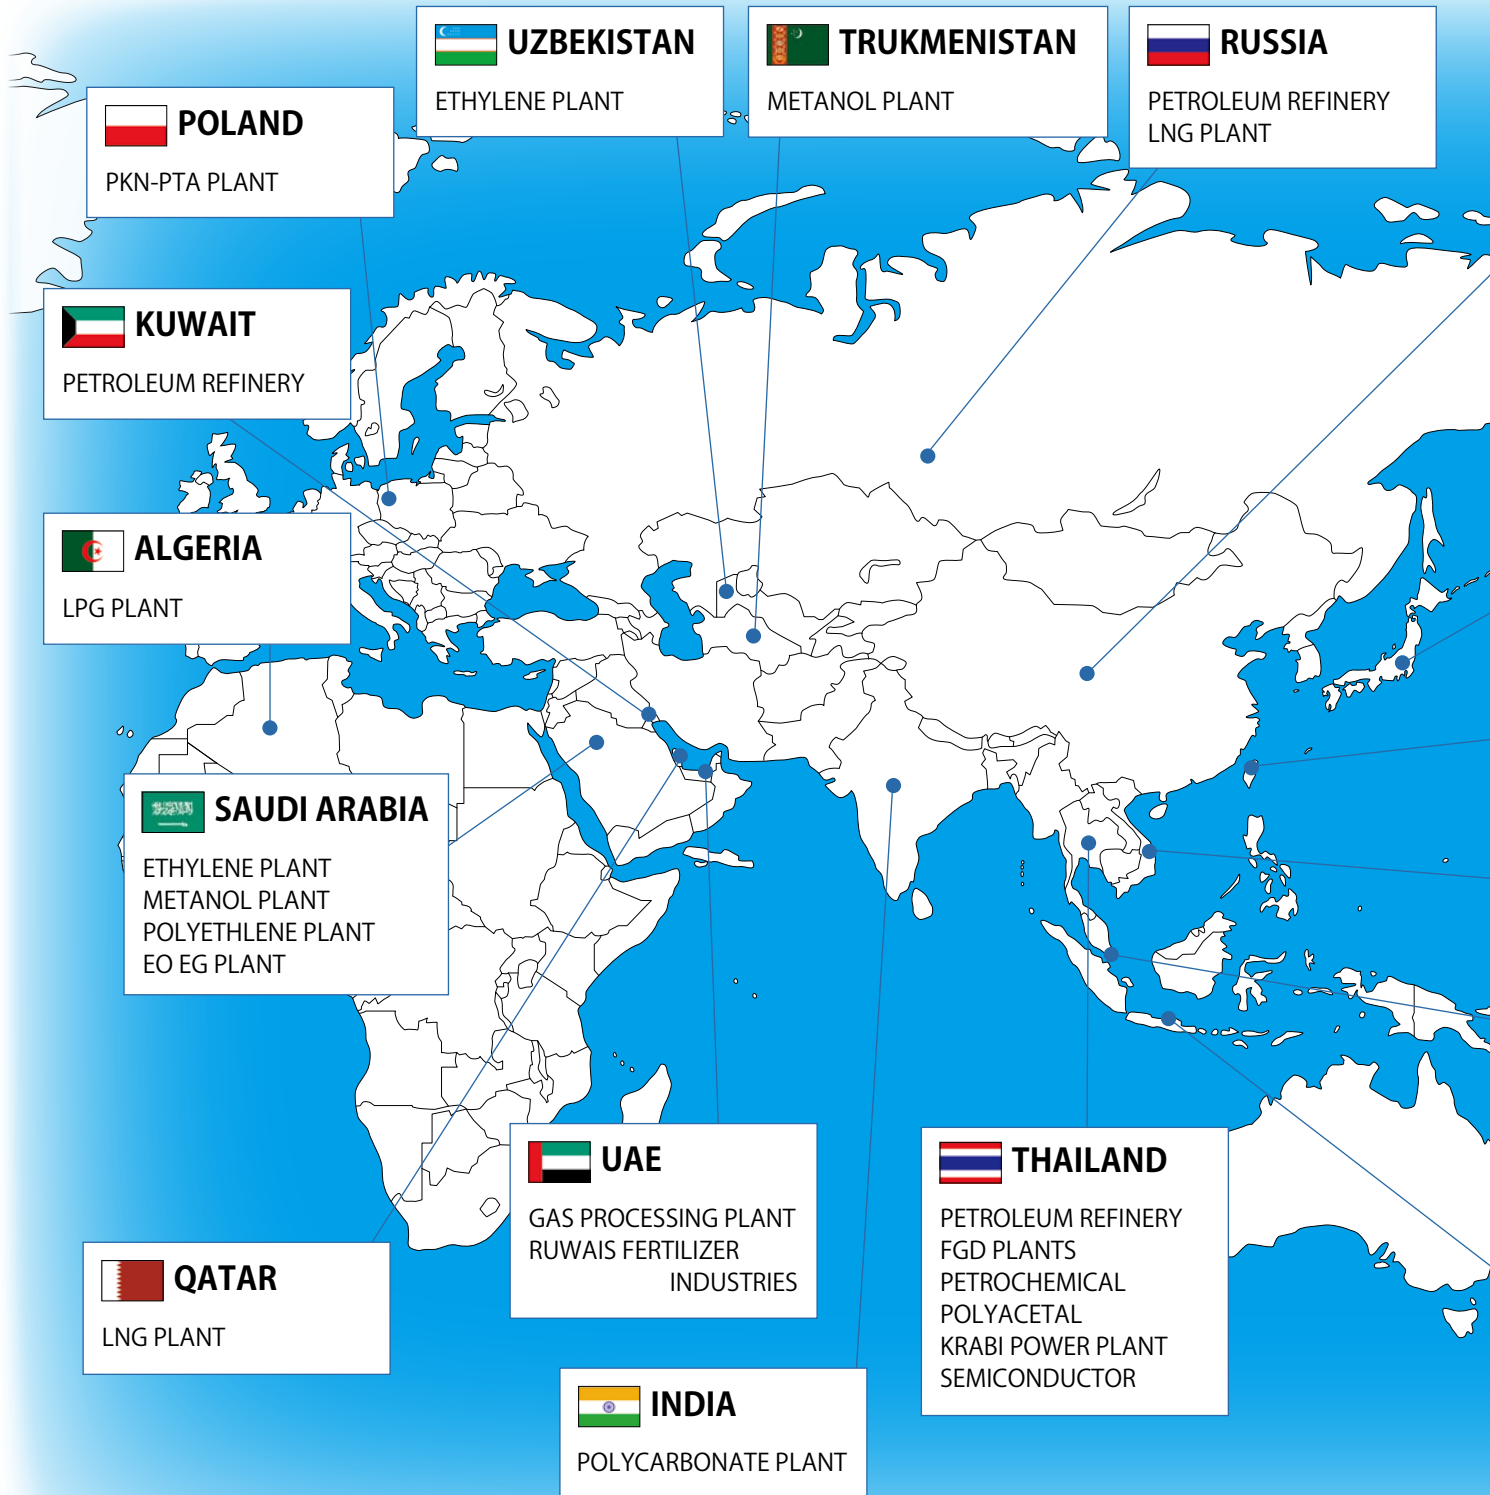 UZBEKISTAN
ETHYLENE PLANT
TRUKMENISTAN
METANOL PLANT
RUSSIA
PETROLEUM REFINERY
LNG PLANT
POLAND
PKN-PTA PLANT
KUWAIT
PETROLEUM REFINERY
ALGERIA
LPG PLANT
SAUDI ARABIA
ETHYLENE PLANT
METANOL PLANT
POLYETHLENE PLANT
EO EG PLANT
UAE
GAS PROCESSING PLANT
RUWAIS FERTILIZER
INDUSTRIES
THAILAND
PETROLEUM REFINERY
FGD PLANTS
PETROCHEMICAL
POLYACETAL
KRABI POWER PLANT
SEMICONDUCTOR
QATAR
LNG PLANT
INDIA
POLYCARBONATE PLANT